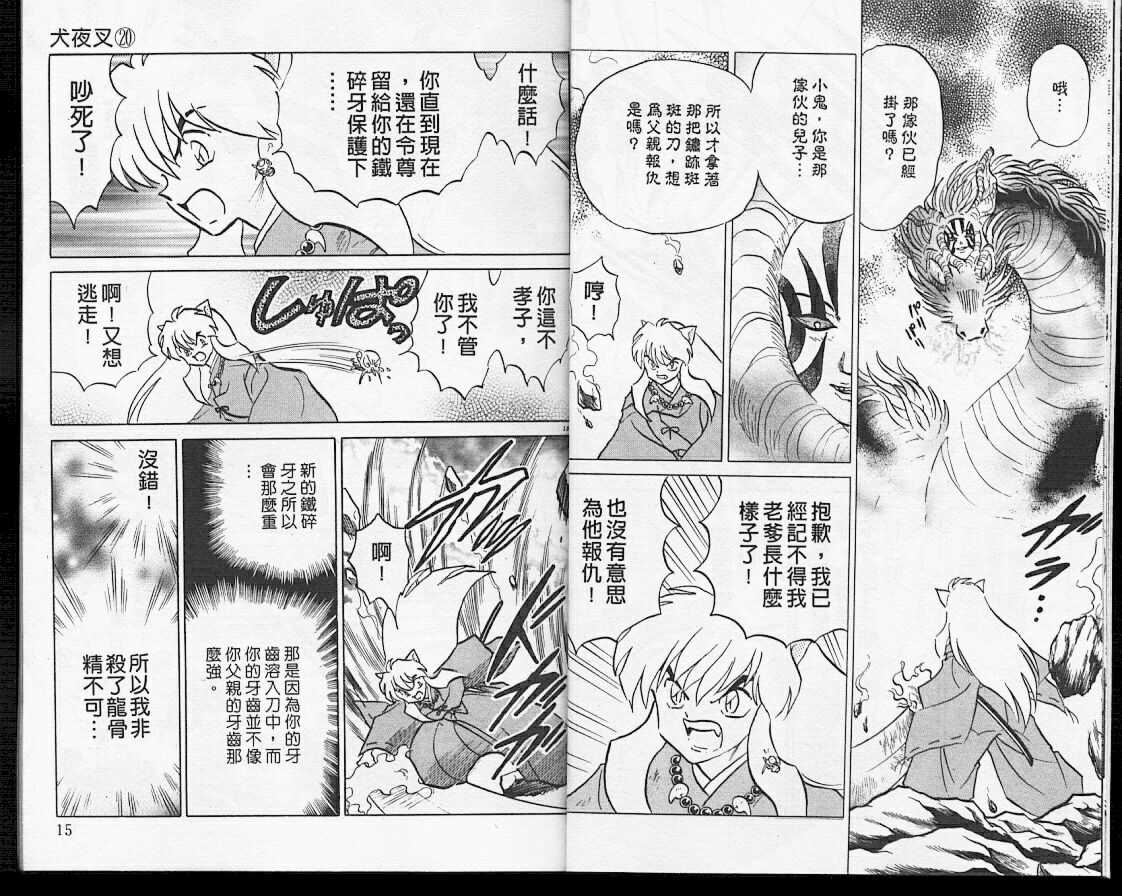 哦…
那傢伙已經
掛了嗎？
パリ
パリ
…
小鬼，你是那
傢伙的兒子…
所以才拿著
那把鏽跡斑
斑的刀，想
為父親報仇
是嗎？
哼！
抱歉，我已
經記不得我
老爹長什麼
樣子了！
也沒有意思
為他報仇！
犬夜叉⑳
什麼話！
你直到現在
，還在令尊
留給你的鐵
碎牙保護下
……
吵死了！
你這不
孝子，
我不管
你了！
しゅぱっ
啊！又想
逃走！
啊！
新的鐵碎
牙之所以
會那麼重
…
那是因為你的牙
齒溶入刀中，而
你的牙齒並不像
你父親的牙齒那
麼強。
沒錯！
所以我非
殺了龍骨
精不可…
15